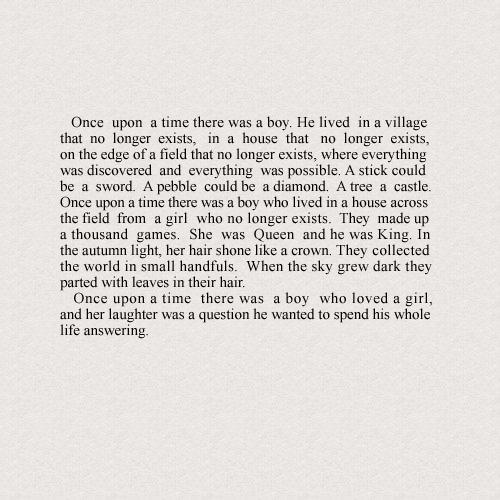 Once upon a time there was a boy. He lived in a village
that no longer exists, in a house that no longer exists,
on the edge of a field that no longer exists, where everything
was discovered and everything was possible. A stick could
be a sword. A pebble could be a diamond. A tree a castle.
Once upon a time there was a boy who lived in a house across
the field from a girl who no longer exists. They made up
a thousand games. She was Queen and he was King. In
the autumn light, her hair shone like a crown. They collected
the world in small handfuls. When the sky grew dark they
parted with leaves in their hair.
Once upon a time there was a boy who loved a girl,
and her laughter was a question he wanted to spend his whole
life answering.